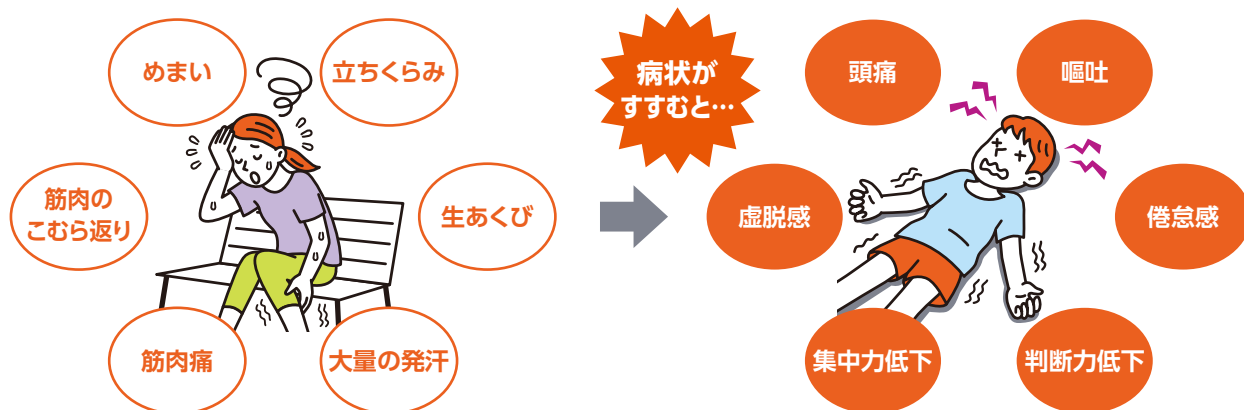 めまい
立ちくらみ
筋肉の
こむら返り
生あくび
筋肉痛
大量の発汗
病状が
すすむと…
頭痛
嘔吐
虚脱感
倦怠感
集中力低下
判断力低下